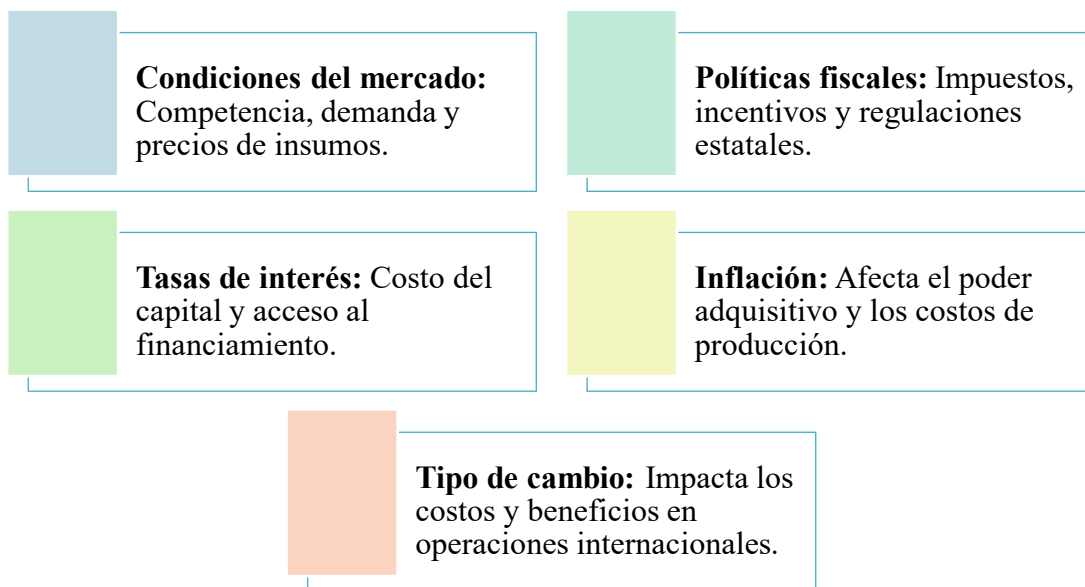 Condiciones del mercado:
Competencia, demanda y
precios de insumos.
Políticas fiscales: Impuestos,
incentivos y regulaciones
estatales.
Tasas de interés: Costo del
capital y acceso al
financiamiento.
Inflación: Afecta el poder
adquisitivo y los costos de
producción.
Tipo de cambio: Impacta los
costos y beneficios en
operaciones internacionales.